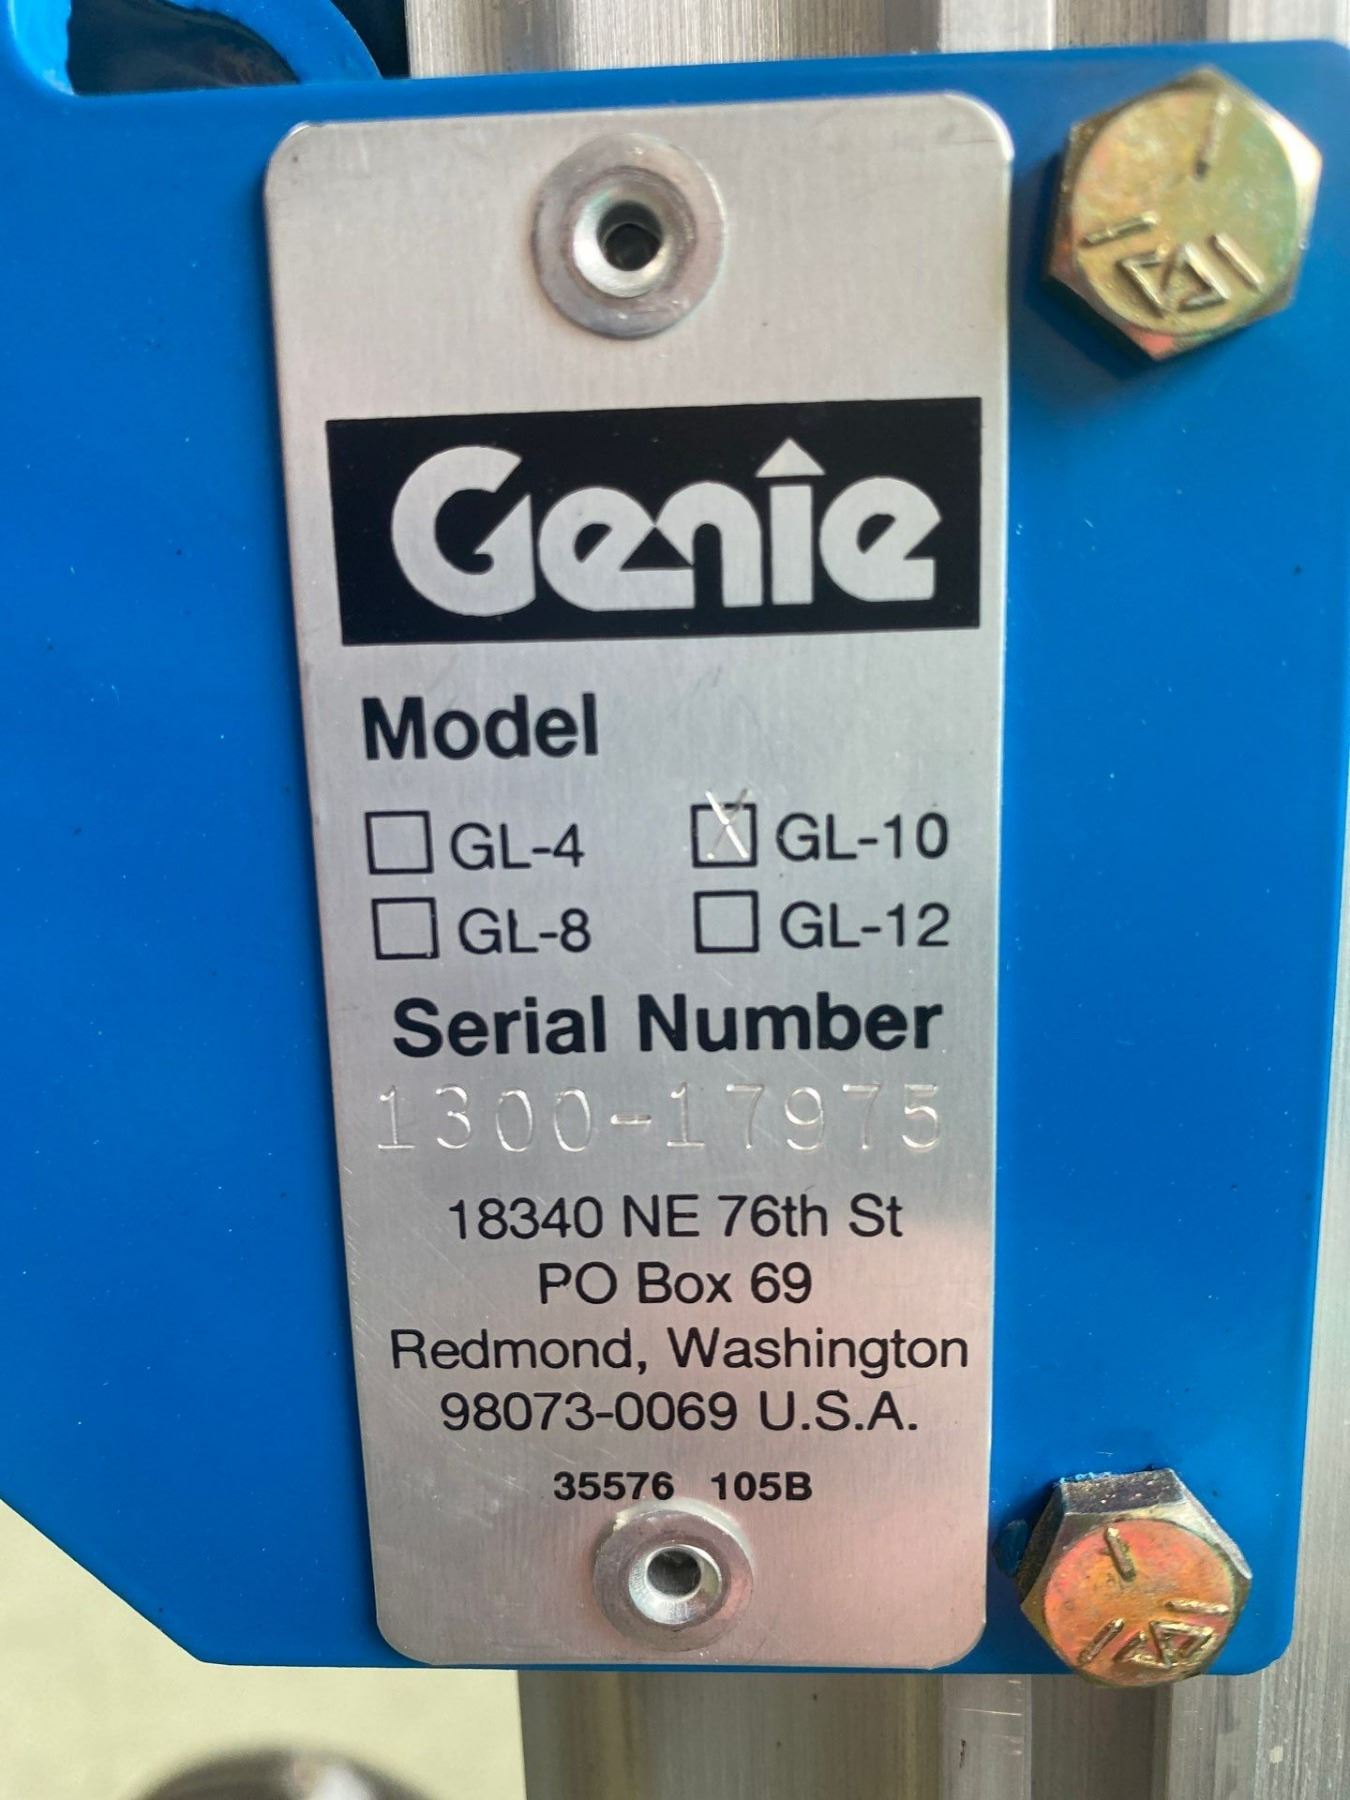 Genie
Model
GL-4 X GL-10
GL-8 GL-12
Serial Number
1300-17975
18340 NE 76th St
PO Box 69
Redmond, Washington
98073-0069 U.S.A.
35576 105B